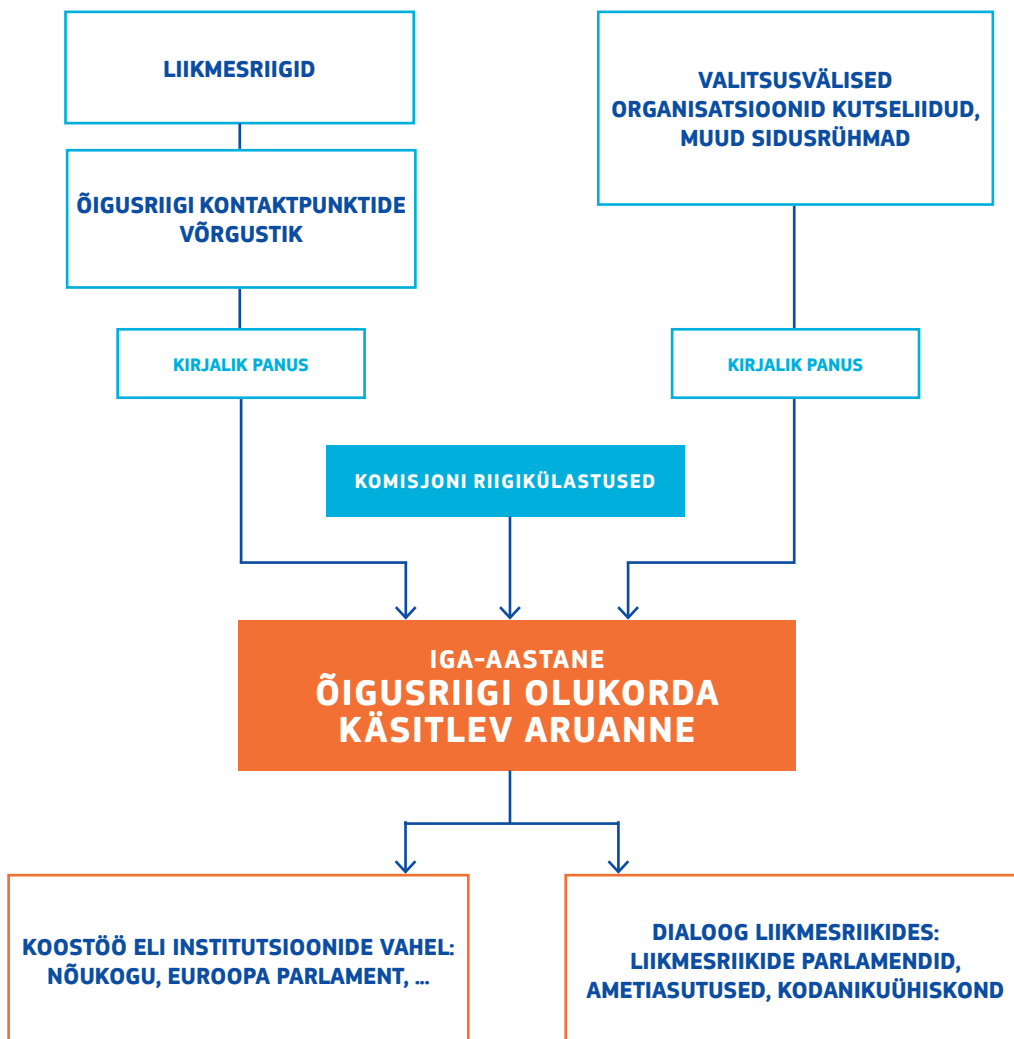 LIIKMESRIIGID
VALITSUSVÄLISED
ORGANISATSIOONID KUTSELIIDUD,
MUUD SIDUSRÜHMAD
ÕIGUSRIIGI KONTAKTPUNKTIDE
VÕRGUSTIK
KIRJALIK PANUS
KIRJALIK PANUS
KOMISJONI RIIGIKÜLASTUSED
IGA-AASTANE
ÕIGUSRIIGI OLUKORDA
KÄSITLEV ARUANNE
KOOSTÖÖ ELI INSTITUTSIOONIDE VAHEL:
NÕUKOGU, EUROOPA PARLAMENT, ...
DIALOOG LIIKMESRIIKIDES:
LIIKMESRIIKIDE PARLAMENDID,
AMETIASUTUSED, KODANIKUÜHISKOND